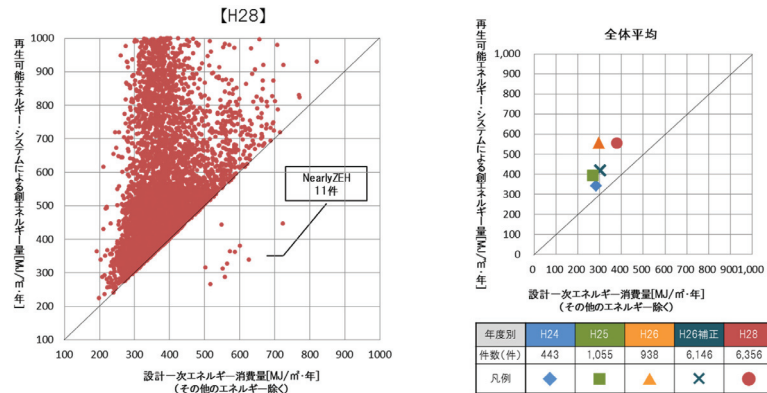 【H28】
再生可能エネルギー・システムによる創エネルギー量[MJ/㎡・年]
1000
900
800
700
600
500
400
300
200
100
NearlyZEH
11件
100 200 300 400 500 600 700 800 900 1000
設計一次エネルギー消費量[MJ/㎡・年]
(その他のエネルギー除く)
全体平均
再生可能エネルギー・システムによる創エネルギー量[MJ/㎡・年]
1,000
900
800
700
600
500
400
300
200
100
0
0 100 200 300 400 500 600 700 800 900 1,000
設計一次エネルギー消費量[MJ/㎡・年]
(その他のエネルギー除く)
年度別 H24 H25 H26 H26補正 H28
件数(件) 443 1,055 938 6,146 6,356
凡例